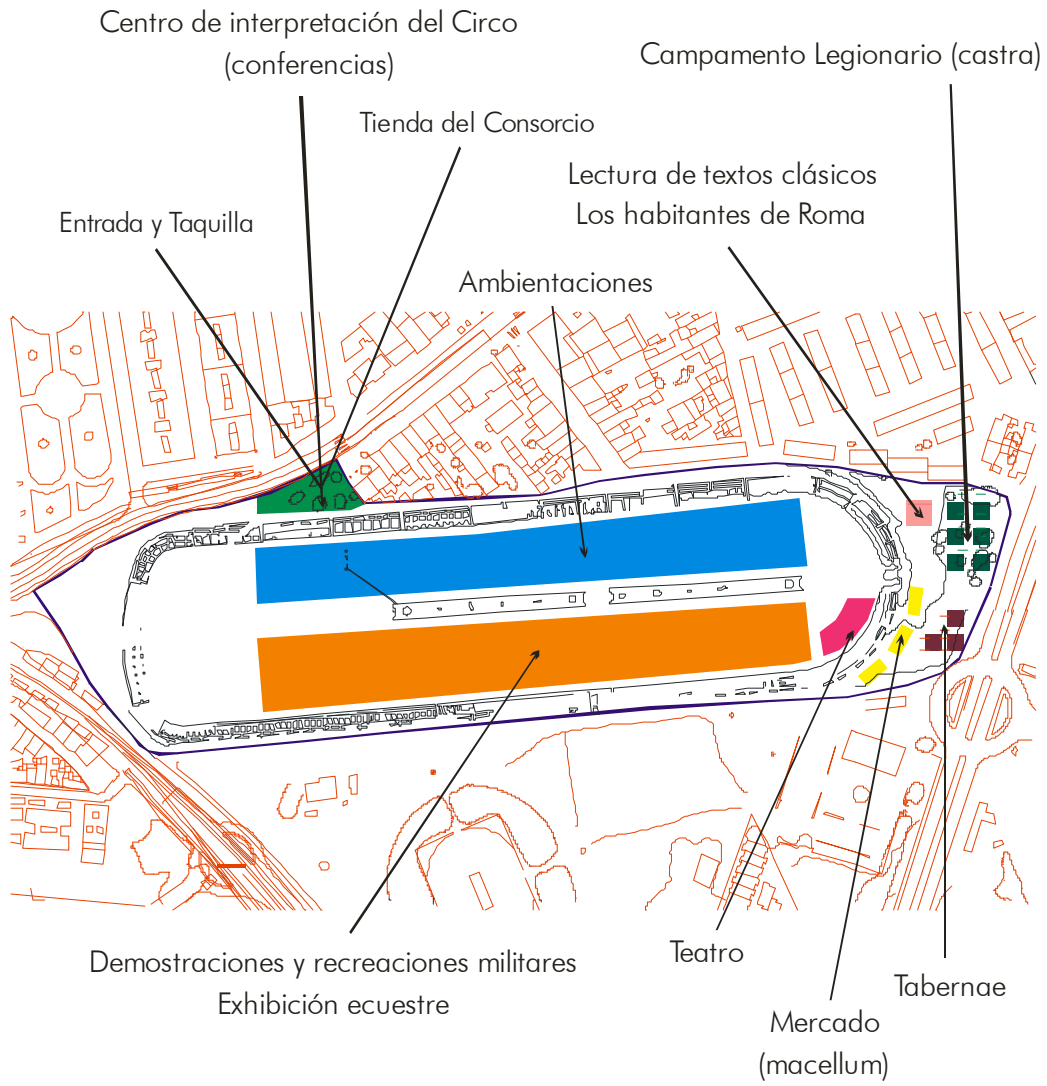 Centro de interpretación del Circo
(conferencias)
Campamento Legionario (castra)
Tienda del Consorcio
Lectura de textos clásicos
Los habitantes de Roma
Entrada y Taquilla
Ambientaciones
Demostraciones y recreaciones militares
Exhibición ecuestre
Teatro
Tabernae
Mercado
(macellum)